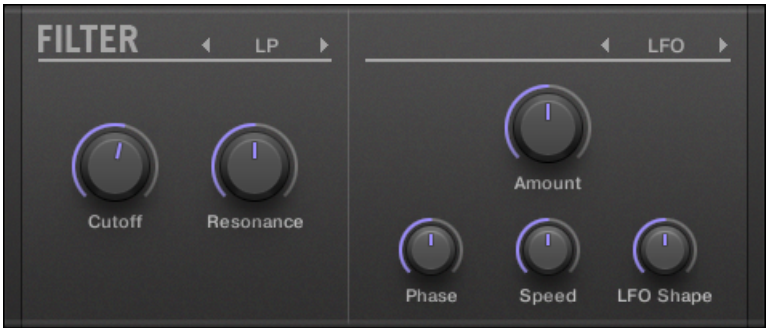 FILTER
LP
LFO
Cutoff
Resonance
Amount
Phase
Speed
LFO Shape